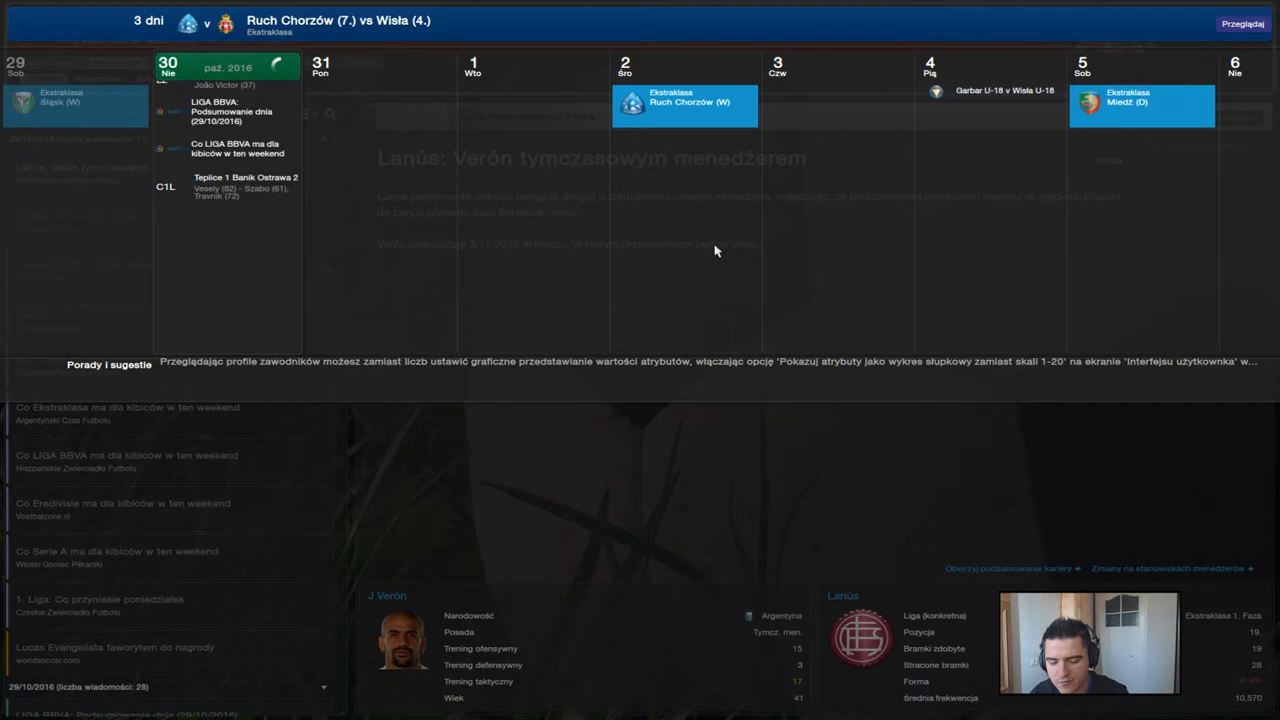 3 dni
v
Ruch Chorzów (7.) vs Wisła (4.)
Ekstraklasa
Przeglądaj
29
Sob
30
Nie
paź. 2016
31
Pon
1
Wto
2
Śro
3
Czw
4
Pią
5
Sob
6
Nie
Ekstraklasa
Śląsk (W)
João Victor (37)
LIGA BBVA:
Podsumowanie dnia
(29/10/2016)
Co LIGA BBVA ma dla
kibiców w ten weekend
C1L
Teplice 1 Banik Ostrawa 2
Vesely (82) - Szabo (61),
Travnik (72)
Ekstraklasa
Ruch Chorzów (W)
Garbar U-18 v Wisła U-18
Ekstraklasa
Miedź (D)
Lanús: Verón tymczasowym menedżerem
Porady i sugestie
Przeglądając profile zawodników możesz zamiast liczb ustawić graficzne przedstawianie wartości atrybutów, włączając opcję 'Pokazuj atrybuty jako wykres słupkowy zamiast skali 1-20' na ekranie 'Interfejsu użytkownika' w...
Co Ekstraklasa ma dla kibiców w ten weekend
Argentyński Czas Futbolu
Co LIGA BBVA ma dla kibiców w ten weekend
Hiszpańskie Zwierciadło Futbolu
Co Eredivisie ma dla kibiców w ten weekend
Voetbalzone.nl
Co Serie A ma dla kibiców w ten weekend
Włoski Goniec Piłkarski
1. Liga: Co przyniesie poniedziałek
Czeskie Zwierciadło Futbolu
Lucas Evangelista faworytem do nagrody
worldsoccer.com
29/10/2016 (liczba wiadomości: 28)
LIGA BBVA: Podsumowanie dnia (29/10/2016)
Obejrzyj podsumowanie kariery
Zmiany na stanowiskach menedżerów
J Verón
Narodowość
Argentyna
Posada
Tymcz. men.
Trening ofensywny
15
Trening defensywny
3
Trening taktyczny
17
Wiek
41
Lanús
Liga (konkretna)
Ekstraklasa 1. Faza
Pozycja
19.
Bramki zdobyte
19
Stracone bramki
28
Forma
Średnia frekwencja
10,570